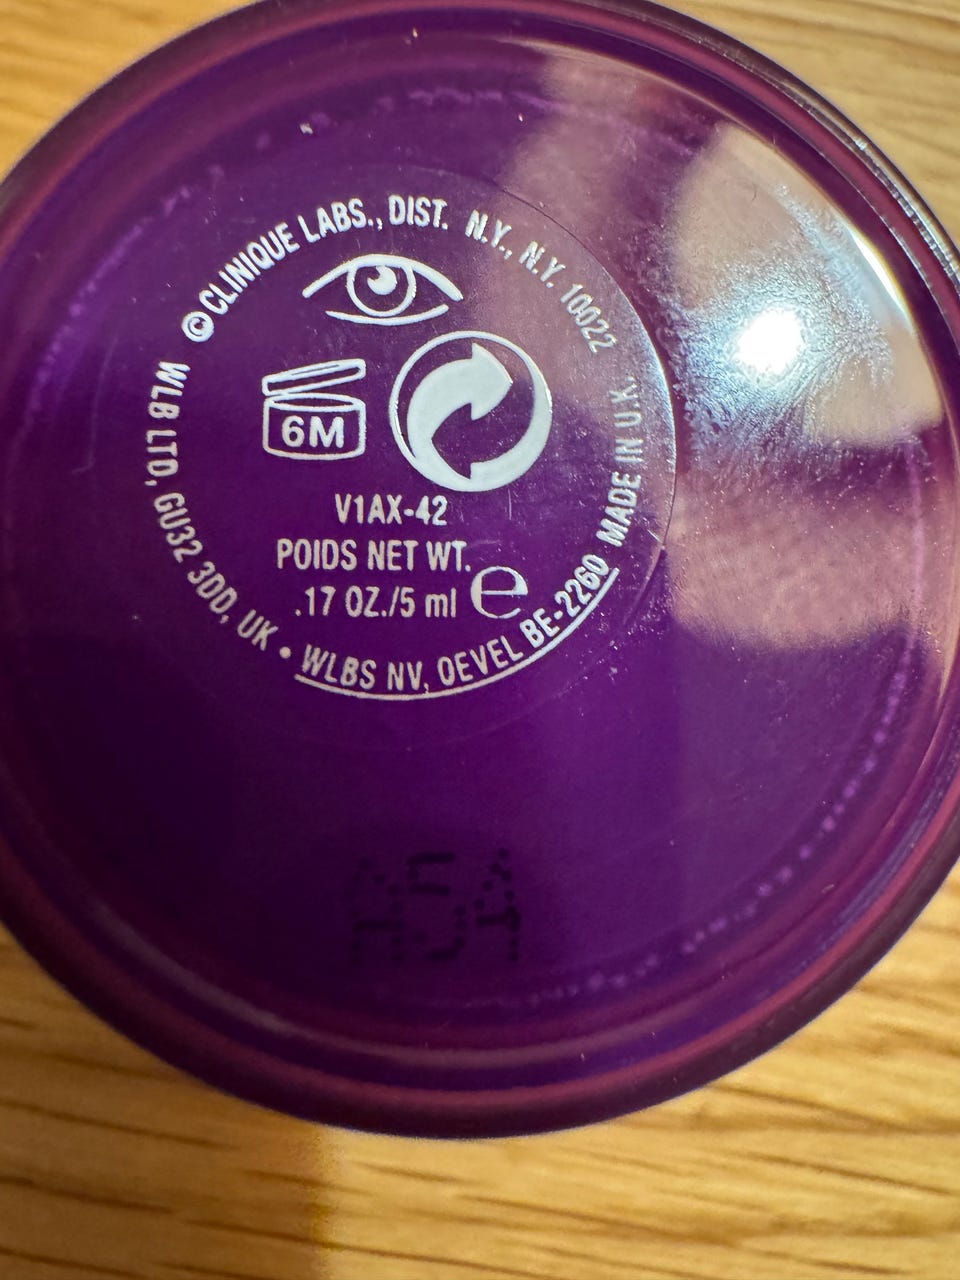 © CLINIQUE LABS., DIST. N.Y., N.Y. 10022
6M
V1AX-42
POIDS NET WT.
.17 OZ./5 ml e
WLB LTD, GU32 3DD, UK • WLBS NV, OEVEL BE-2260 MADE IN U.K.